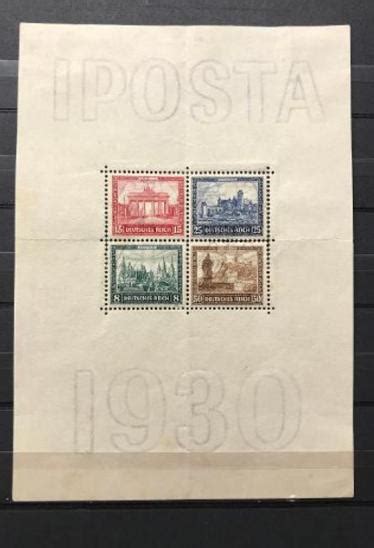 IPOSTA
15 DEUTSCHES REICH 15
25 DEUTSCHES REICH 25
8 DEUTSCHES REICH 8
50 DEUTSCHES REICH 50
1930